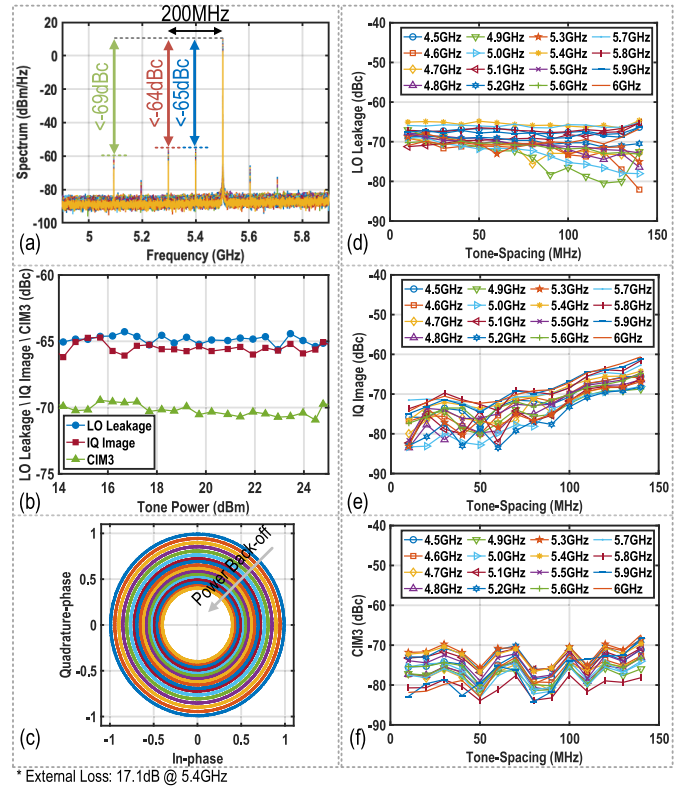 200MHz
<-69dBc
<-64dBc
<-65dBc
Spectrum (dBm/Hz)
0
-20
-40
-60
-80
-100
5
5.2
5.4
5.6
5.8
Frequency (GHz)
(a)
LO Leakage (dBc)
-40
-50
-60
-70
-80
-90
4.5GHz 4.9GHz 5.3GHz 5.7GHz
4.6GHz 5.0GHz 5.4GHz 5.8GHz
4.7GHz 5.1GHz 5.5GHz 5.9GHz
4.8GHz 5.2GHz 5.6GHz 6GHz
0 50 100 150
Tone-Spacing (MHz)
(d)
LO Leakage \ IQ Image \ CIM3 (dBc)
-60
-65
-70
-75
LO Leakage
IQ Image
CIM3
14 16 18 20 22 24
Tone Power (dBm)
(b)
IQ Image (dBc)
-40
-50
-60
-70
-80
-90
4.5GHz 4.9GHz 5.3GHz 5.7GHz
4.6GHz 5.0GHz 5.4GHz 5.8GHz
4.7GHz 5.1GHz 5.5GHz 5.9GHz
4.8GHz 5.2GHz 5.6GHz 6GHz
0 50 100 150
Tone-Spacing (MHz)
(e)
Quadrature-phase
1
0.5
0
-0.5
-1
Power Back-off
-1 -0.5 0 0.5 1
In-phase
(c)
CIM3 (dBc)
-40
-50
-60
-70
-80
-90
4.5GHz 4.9GHz 5.3GHz 5.7GHz
4.6GHz 5.0GHz 5.4GHz 5.8GHz
4.7GHz 5.1GHz 5.5GHz 5.9GHz
4.8GHz 5.2GHz 5.6GHz 6GHz
0 50 100 150
Tone-Spacing (MHz)
(f)
* External Loss: 17.1dB @ 5.4GHz